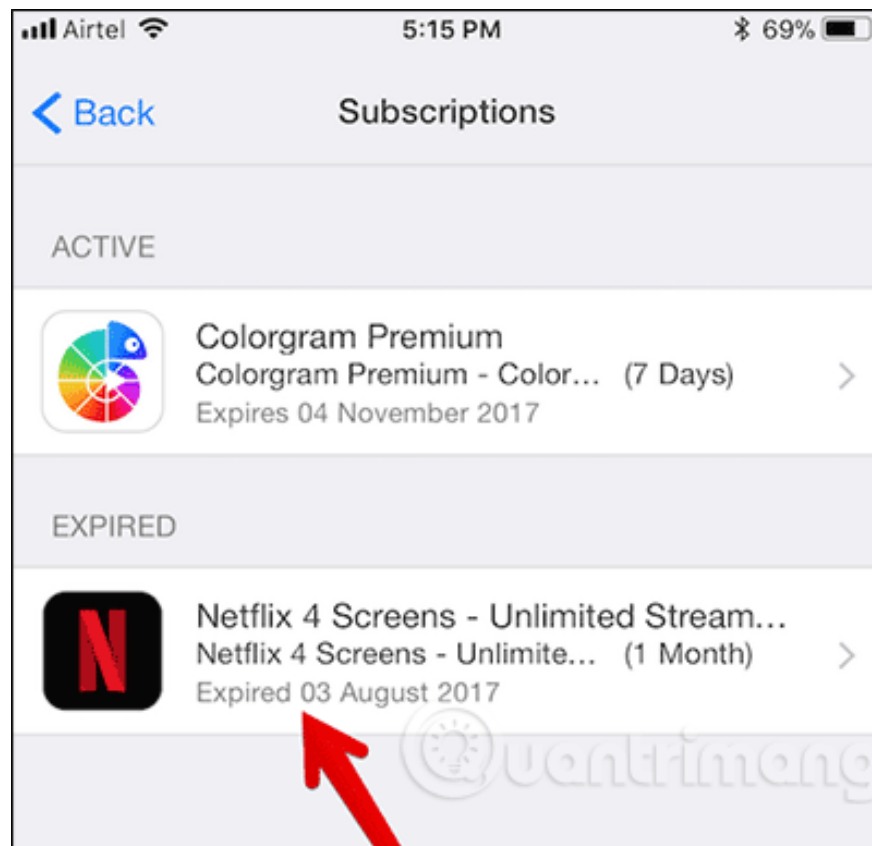 Airtel 5:15 PM 69%
Back Subscriptions
ACTIVE
Colorgram Premium
Colorgram Premium - Color... (7 Days)
Expires 04 November 2017
EXPIRED
N Netflix 4 Screens - Unlimited Stream...
Netflix 4 Screens - Unlimite... (1 Month)
Expired 03 August 2017
Quantrimang